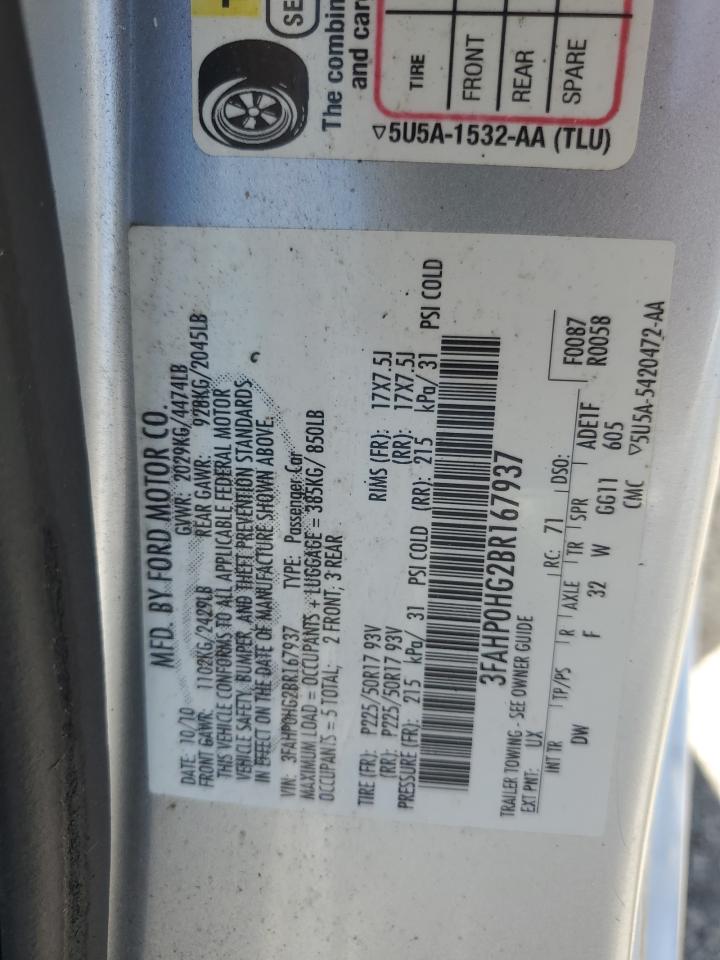 SE
The combin
and car
TIRE
FRONT
REAR
SPARE
▽5U5A-1532-AA (TLU)
MFD. BY FORD MOTOR CO.
DATE: 10/10 GVWR: 2029KG/4474LB
FRONT GAWR: 1102KG/2429LB REAR GAWR: 928KG/2045LB
THIS VEHICLE CONFORMS TO ALL APPLICABLE FEDERAL MOTOR
VEHICLE SAFETY, BUMPER, AND THEFT PREVENTION STANDARDS
IN EFFECT ON THE DATE OF MANUFACTURE SHOWN ABOVE.
VIN: 3FAHP0HG2BR167937 TYPE: Passenger Car
MAXIMUM LOAD = OCCUPANTS + LUGGAGE = 385KG/ 850LB
OCCUPANTS = 5 TOTAL; 2 FRONT; 3 REAR
TIRE (FR): P225/50R17 93V RIMS (FR): 17X7.5J
(RR): P225/50R17 93V (RR): 17X7.5J
PRESSURE (FR): 215 kPa/ 31 PSI COLD (RR): 215 kPa/ 31 PSI COLD
3FAHP0HG2BR167937
TRAILER TOWING - SEE OWNER GUIDE
EXT PNT: UX RC: 71 DSO: F0087
R0058
INT TR TP/PS R AXLE TR SPR ADE1F
DW F 32 W GG11 605
CMC ▽5U5A-5420472-AA